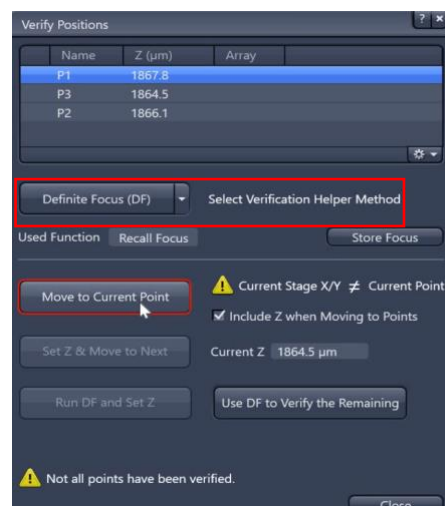 Verify Positions ? ×
Name Z (µm) Array
P1 1867.8
P3 1864.5
P2 1866.1
Definite Focus (DF) Select Verification Helper Method
Used Function Recall Focus Store Focus
Move to Current Point Current Stage X/Y ≠ Current Point
Include Z when Moving to Points
Set Z & Move to Next Current Z 1864.5 µm
Run DF and Set Z Use DF to Verify the Remaining
Not all points have been verified.
Close